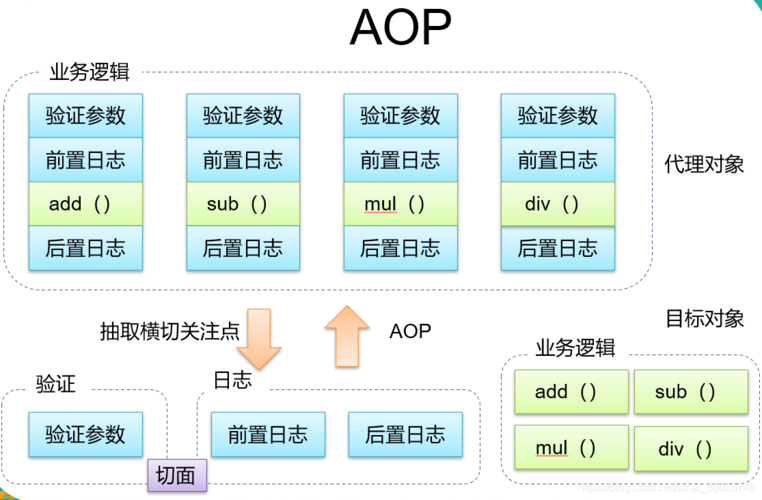 AOP
业务逻辑
验证参数 验证参数 验证参数 验证参数
前置日志 前置日志 前置日志 前置日志
代理对象
add（） sub（） mul（） div（）
后置日志 后置日志 后置日志 后置日志
抽取横切关注点 AOP
目标对象
业务逻辑
验证 日志
add（） sub（）
验证参数 前置日志 后置日志
mul（） div（）
切面